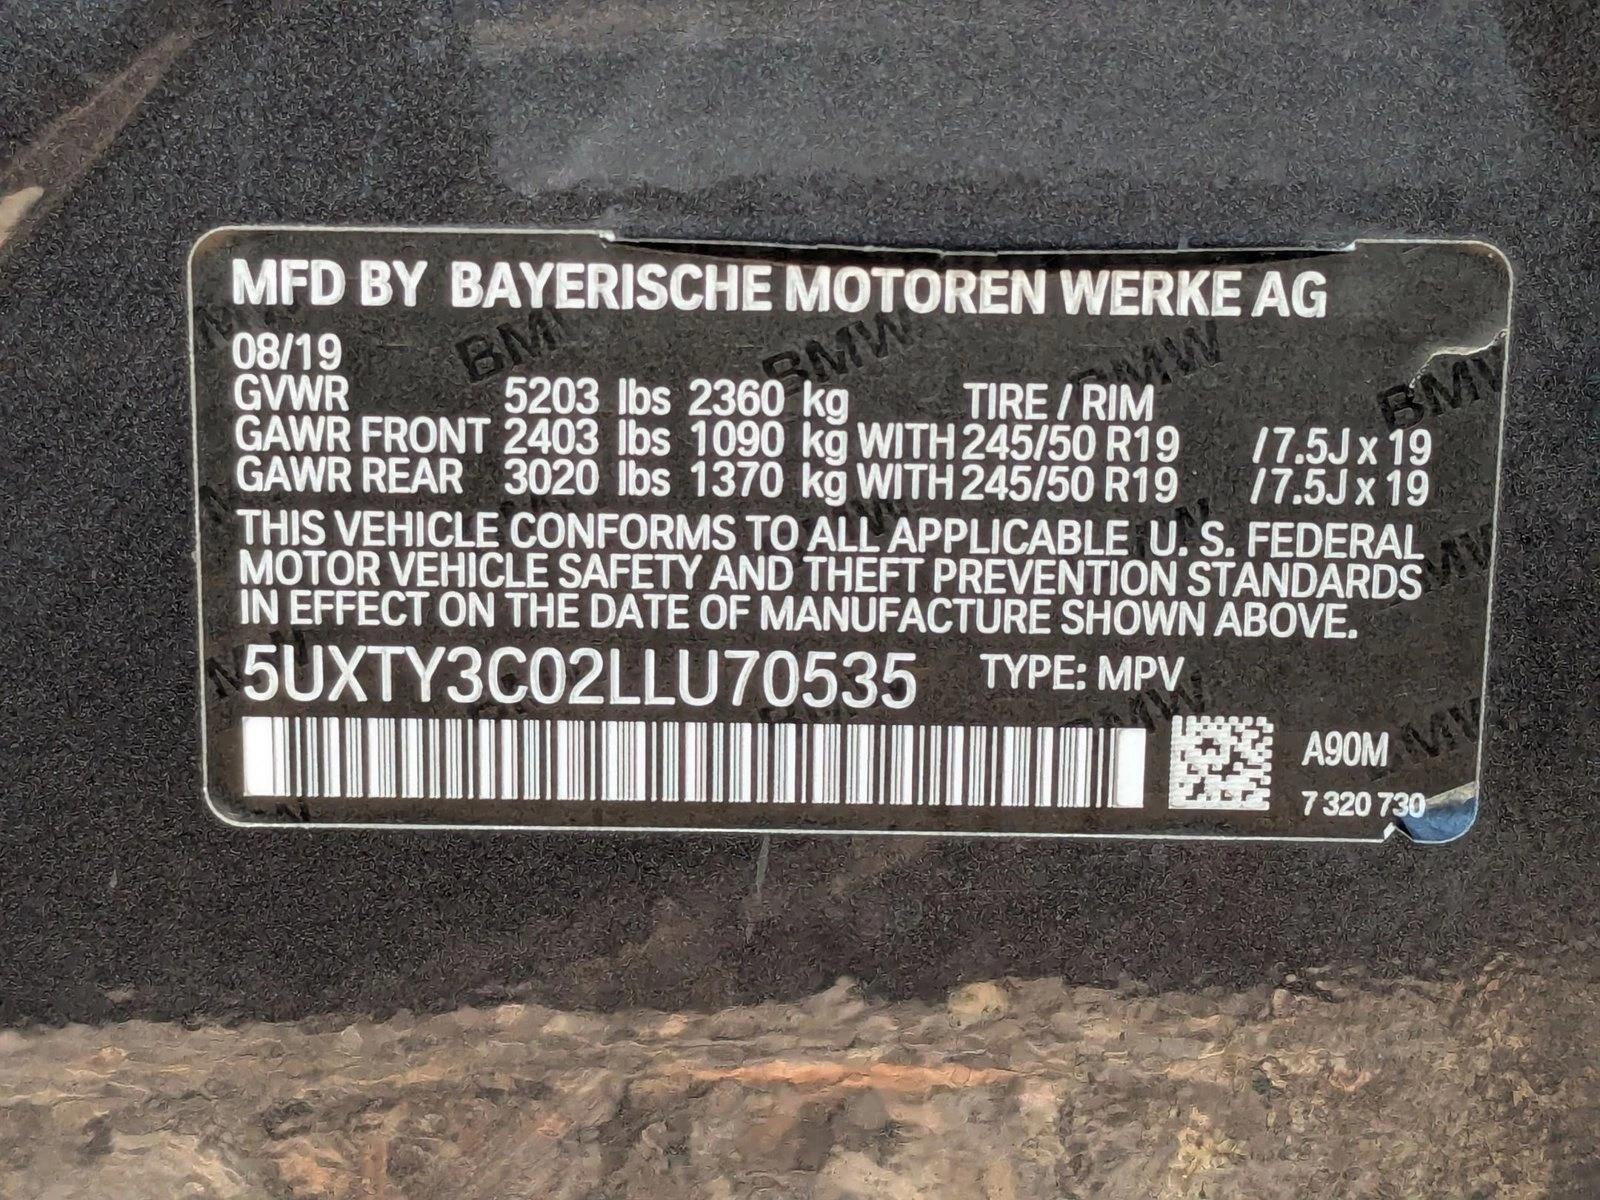 MFD BY BAYERISCHE MOTOREN WERKE AG
08/19
GVWR 5203 lbs 2360 kg TIRE / RIM
GAWR FRONT 2403 lbs 1090 kg WITH 245/50 R19 /7.5J x 19
GAWR REAR 3020 lbs 1370 kg WITH 245/50 R19 /7.5J x 19
THIS VEHICLE CONFORMS TO ALL APPLICABLE U. S. FEDERAL
MOTOR VEHICLE SAFETY AND THEFT PREVENTION STANDARDS
IN EFFECT ON THE DATE OF MANUFACTURE SHOWN ABOVE.
5UXTY3C02LLU70535 TYPE: MPV
A90M
7 320 730